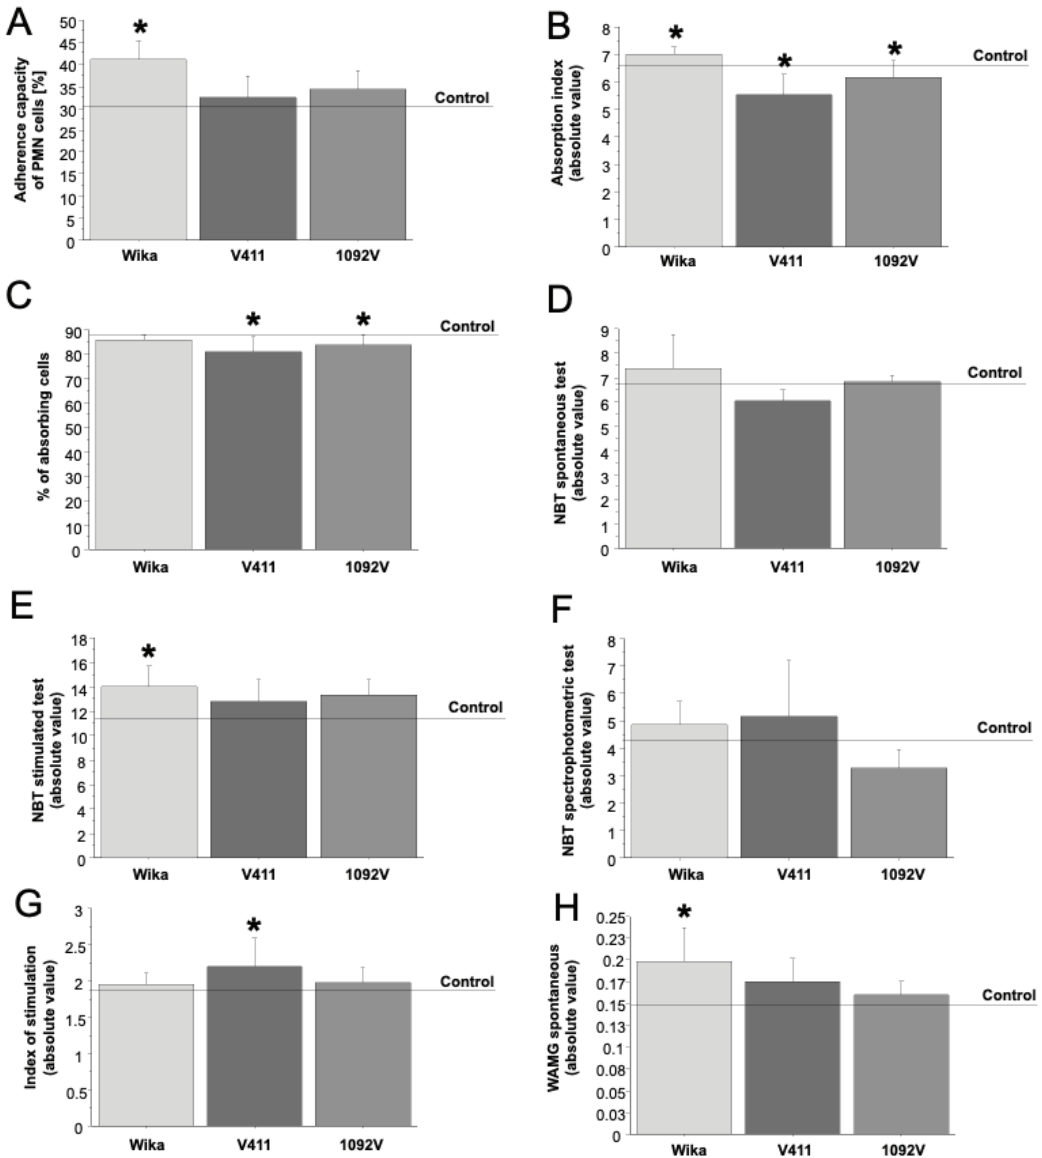 A
Adherence capacity
of PMN cells [%]
50
45
40
35
30
25
20
15
10
5
0
*
Control
Wika V411 1092V
B
Absorption index
(absolute value)
8
7
6
5
4
3
2
1
0
* * *
Control
Wika V411 1092V
C
% of absorbing cells
90
80
70
60
50
40
30
20
10
0
* *
Control
Wika V411 1092V
D
NBT spontaneous test
(absolute value)
9
8
7
6
5
4
3
2
1
0
Control
Wika V411 1092V
E
NBT stimulated test
(absolute value)
18
16
14
12
10
8
6
4
2
0
*
Control
Wika V411 1092V
F
NBT spectrophotometric test
(absolute value)
8
7
6
5
4
3
2
1
0
Control
Wika V411 1092V
G
Index of stimulation
(absolute value)
3
2.5
2
1.5
1
0.5
0
*
Control
Wika V411 1092V
H
WAMG spontaneous
(absolute value)
0.25
0.23
0.2
0.17
0.15
0.13
0.1
0.08
0.05
0.03
0
*
Control
Wika V411 1092V